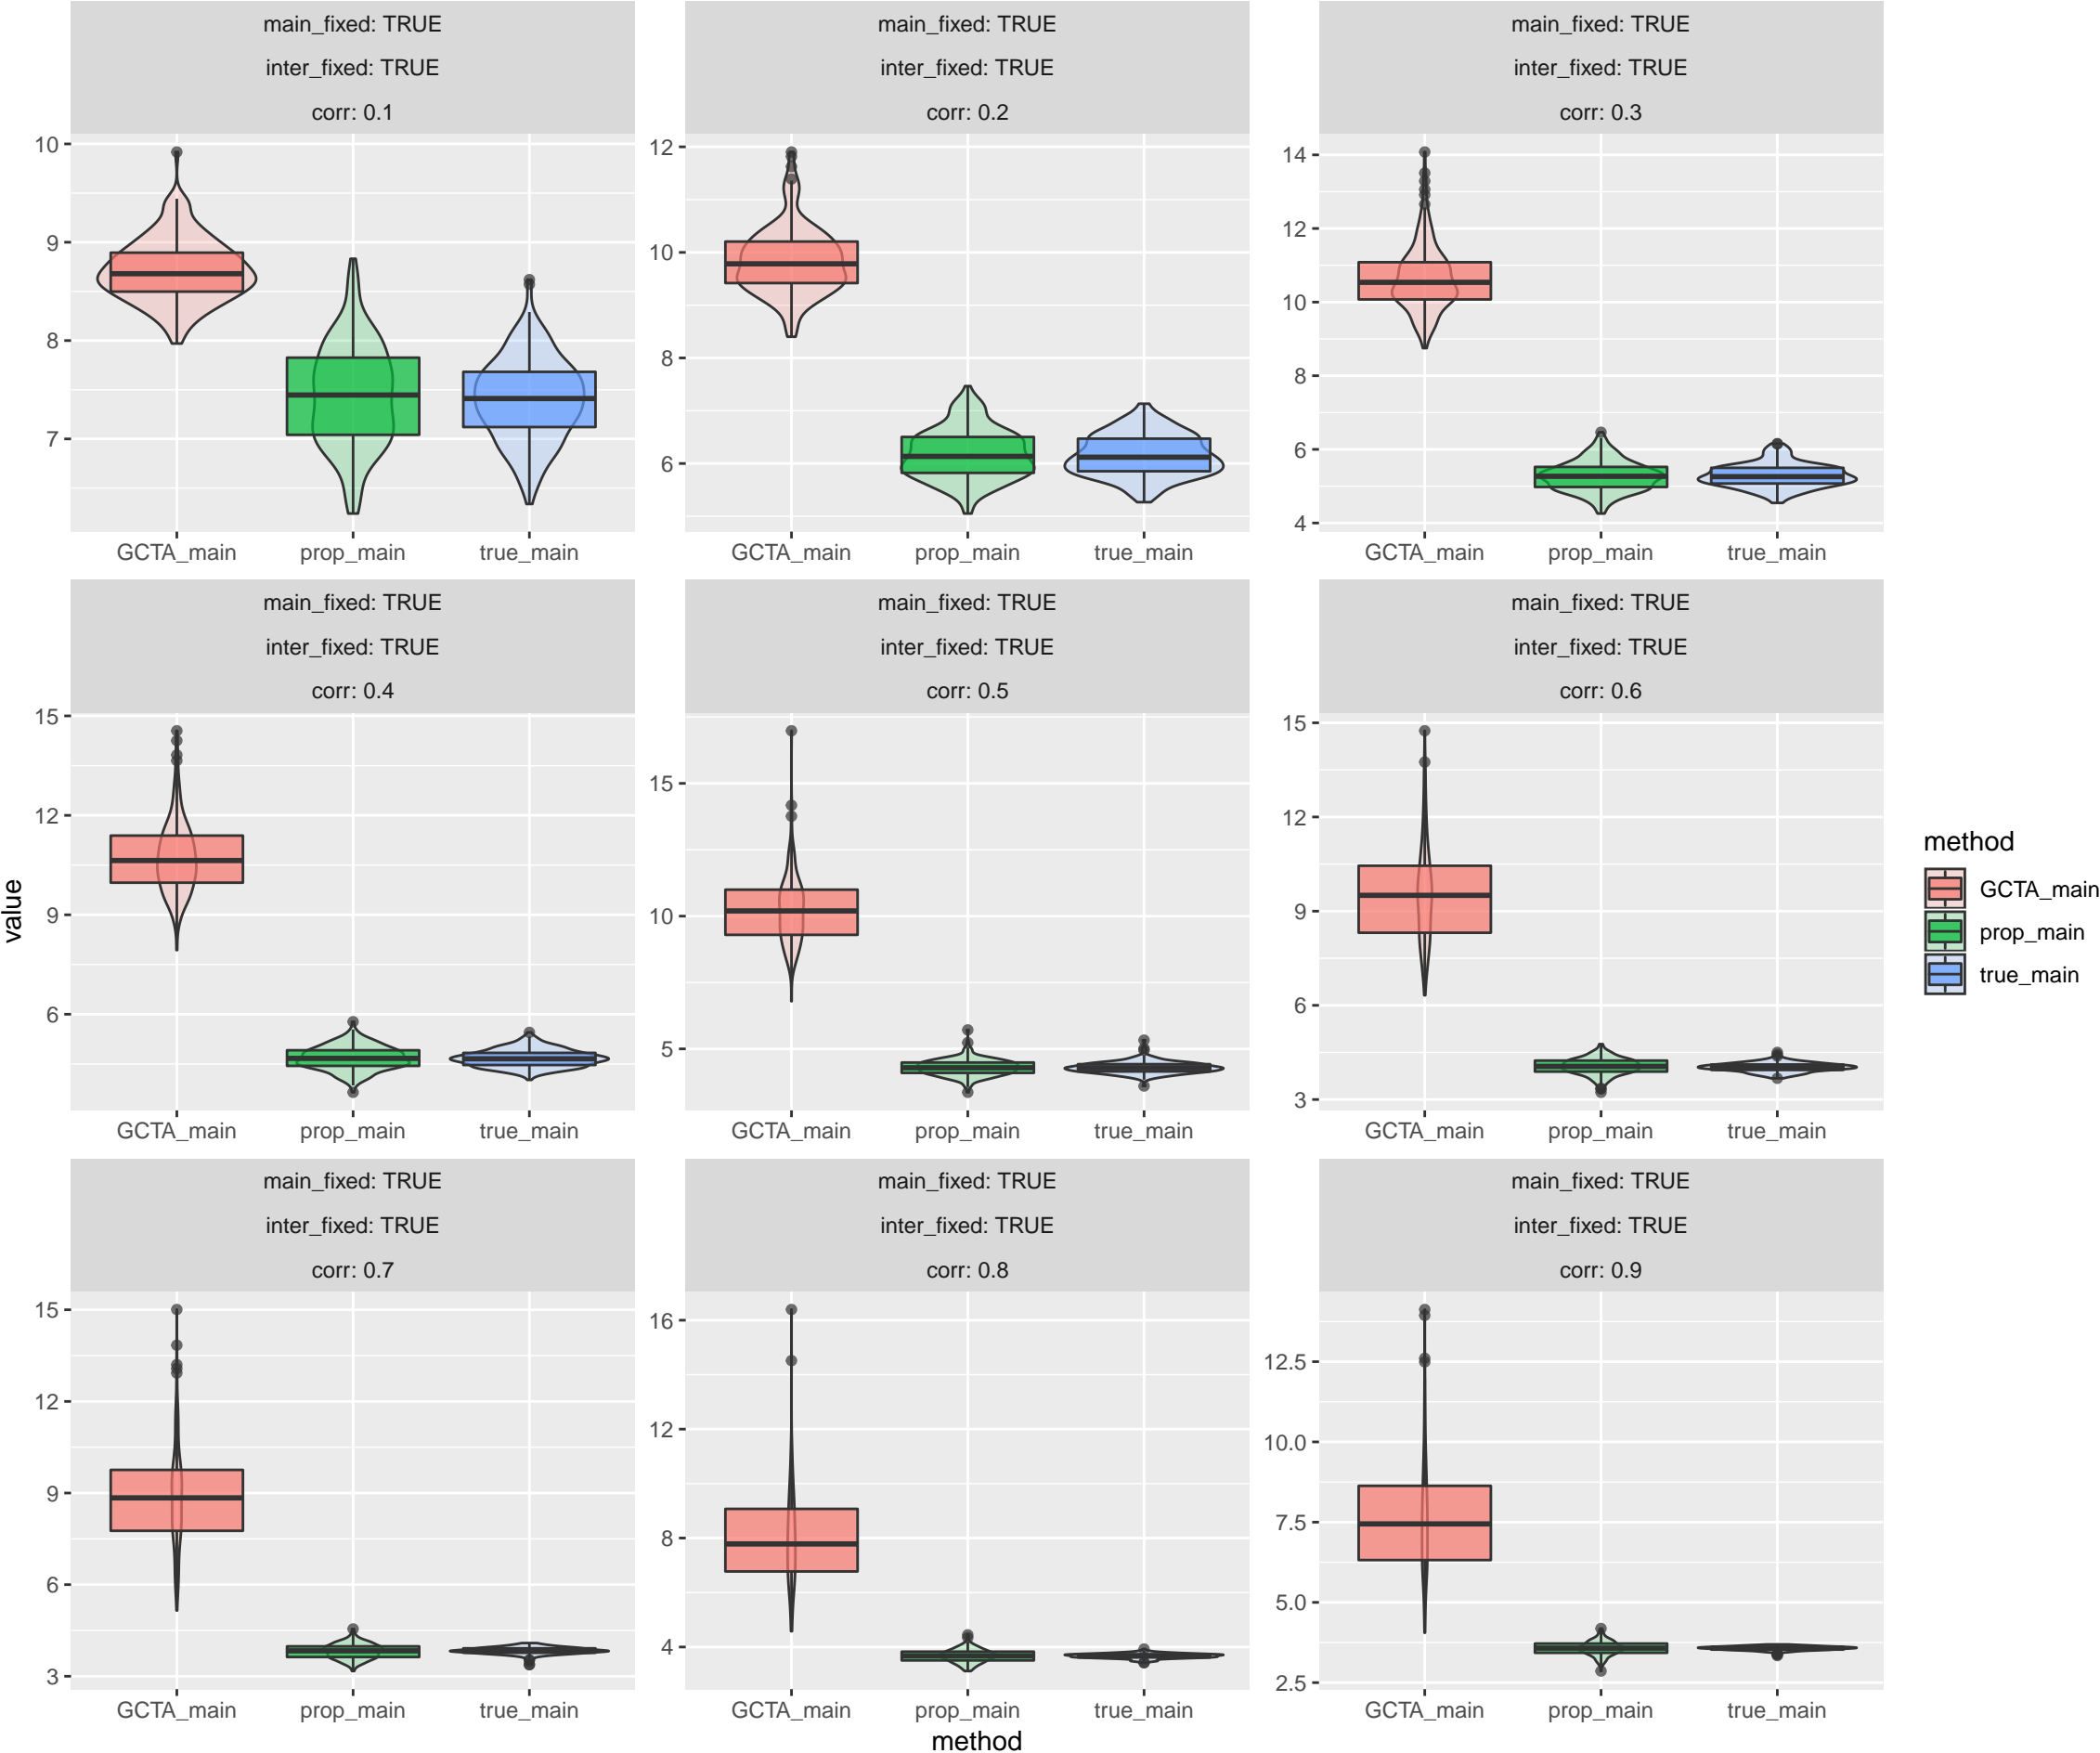 main_fixed: TRUE
inter_fixed: TRUE
corr: 0.1
main_fixed: TRUE
inter_fixed: TRUE
corr: 0.2
main_fixed: TRUE
inter_fixed: TRUE
corr: 0.3
10
9
8
7
12
10
8
6
14
12
10
8
6
4
GCTA_main prop_main true_main
GCTA_main prop_main true_main
GCTA_main prop_main true_main
main_fixed: TRUE
inter_fixed: TRUE
corr: 0.4
main_fixed: TRUE
inter_fixed: TRUE
corr: 0.5
main_fixed: TRUE
inter_fixed: TRUE
corr: 0.6
value
15
12
9
6
15
10
5
15
12
9
6
3
GCTA_main prop_main true_main
GCTA_main prop_main true_main
GCTA_main prop_main true_main
method
GCTA_main
prop_main
true_main
main_fixed: TRUE
inter_fixed: TRUE
corr: 0.7
main_fixed: TRUE
inter_fixed: TRUE
corr: 0.8
main_fixed: TRUE
inter_fixed: TRUE
corr: 0.9
15
12
9
6
3
16
12
8
4
12.5
10.0
7.5
5.0
2.5
GCTA_main prop_main true_main
GCTA_main prop_main true_main
GCTA_main prop_main true_main
method